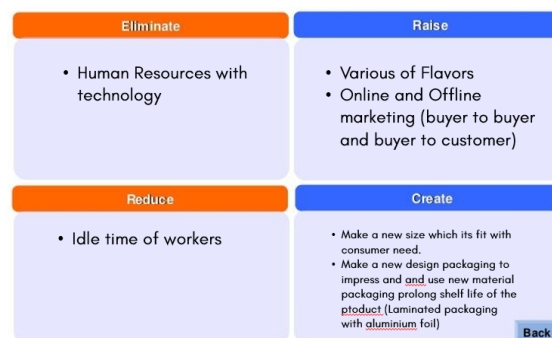 Eliminate
• Human Resources with
technology
Raise
• Various of Flavors
• Online and Offline
marketing (buyer to buyer
and buyer to customer)
Reduce
• Idle time of workers
Create
• Make a new size which its fit with
consumer need.
• Make a new design packaging to
impress and and use new material
packaging prolong shelf life of the
ptoduct (Laminated packaging
with aluminium foil)
Back